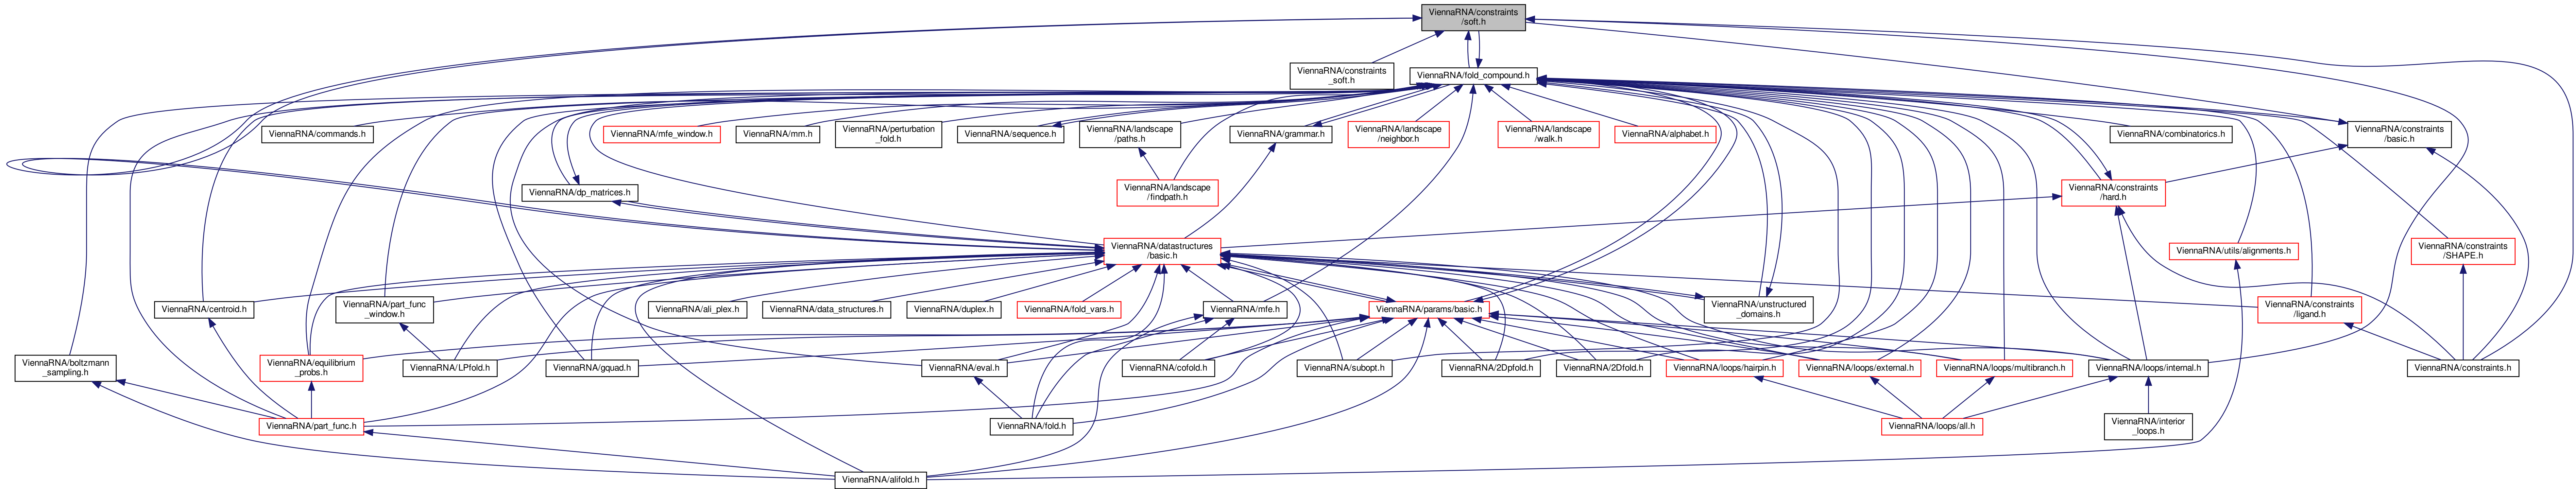 ViennaRNA/constraints
/soft.h
ViennaRNA/constraints
_soft.h
ViennaRNA/fold_compound.h
ViennaRNA/commands.h
ViennaRNA/mfe_window.h
ViennaRNA/mm.h
ViennaRNA/perturbation
_fold.h
ViennaRNA/sequence.h
ViennaRNA/landscape
/paths.h
ViennaRNA/grammar.h
ViennaRNA/landscape
/neighbor.h
ViennaRNA/landscape
/walk.h
ViennaRNA/alphabet.h
ViennaRNA/combinatorics.h
ViennaRNA/constraints
/basic.h
ViennaRNA/dp_matrices.h
ViennaRNA/landscape
/findpath.h
ViennaRNA/constraints
/hard.h
ViennaRNA/datastructures
/basic.h
ViennaRNA/utils/alignments.h
ViennaRNA/constraints
/SHAPE.h
ViennaRNA/centroid.h
ViennaRNA/part_func
_window.h
ViennaRNA/ali_plex.h
ViennaRNA/data_structures.h
ViennaRNA/duplex.h
ViennaRNA/fold_vars.h
ViennaRNA/mfe.h
ViennaRNA/params/basic.h
ViennaRNA/unstructured
_domains.h
ViennaRNA/constraints
/ligand.h
ViennaRNA/boltzmann
_sampling.h
ViennaRNA/equilibrium
_probs.h
ViennaRNA/LPfold.h
ViennaRNA/gquad.h
ViennaRNA/eval.h
ViennaRNA/cofold.h
ViennaRNA/subopt.h
ViennaRNA/2Dpfold.h
ViennaRNA/2Dfold.h
ViennaRNA/loops/hairpin.h
ViennaRNA/loops/external.h
ViennaRNA/loops/multibranch.h
ViennaRNA/loops/internal.h
ViennaRNA/constraints.h
ViennaRNA/part_func.h
ViennaRNA/fold.h
ViennaRNA/loops/all.h
ViennaRNA/interior
_loops.h
ViennaRNA/alifold.h